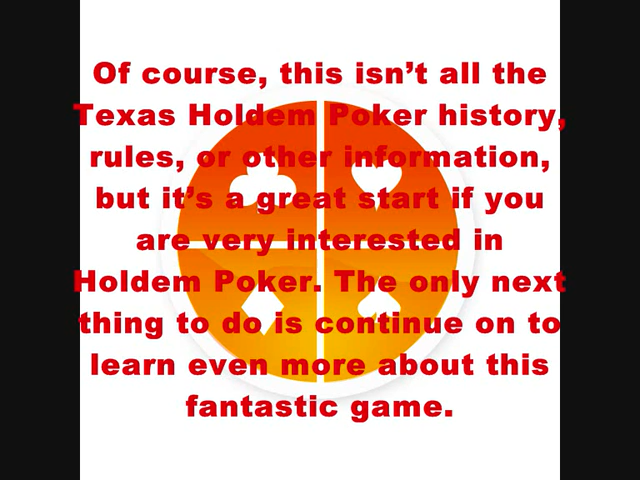 Of course, this isn’t all the
Texas Holdem Poker history,
rules, or other information,
but it’s a great start if you
are very interested in
Holdem Poker. The only next
thing to do is continue on to
learn even more about this
fantastic game.